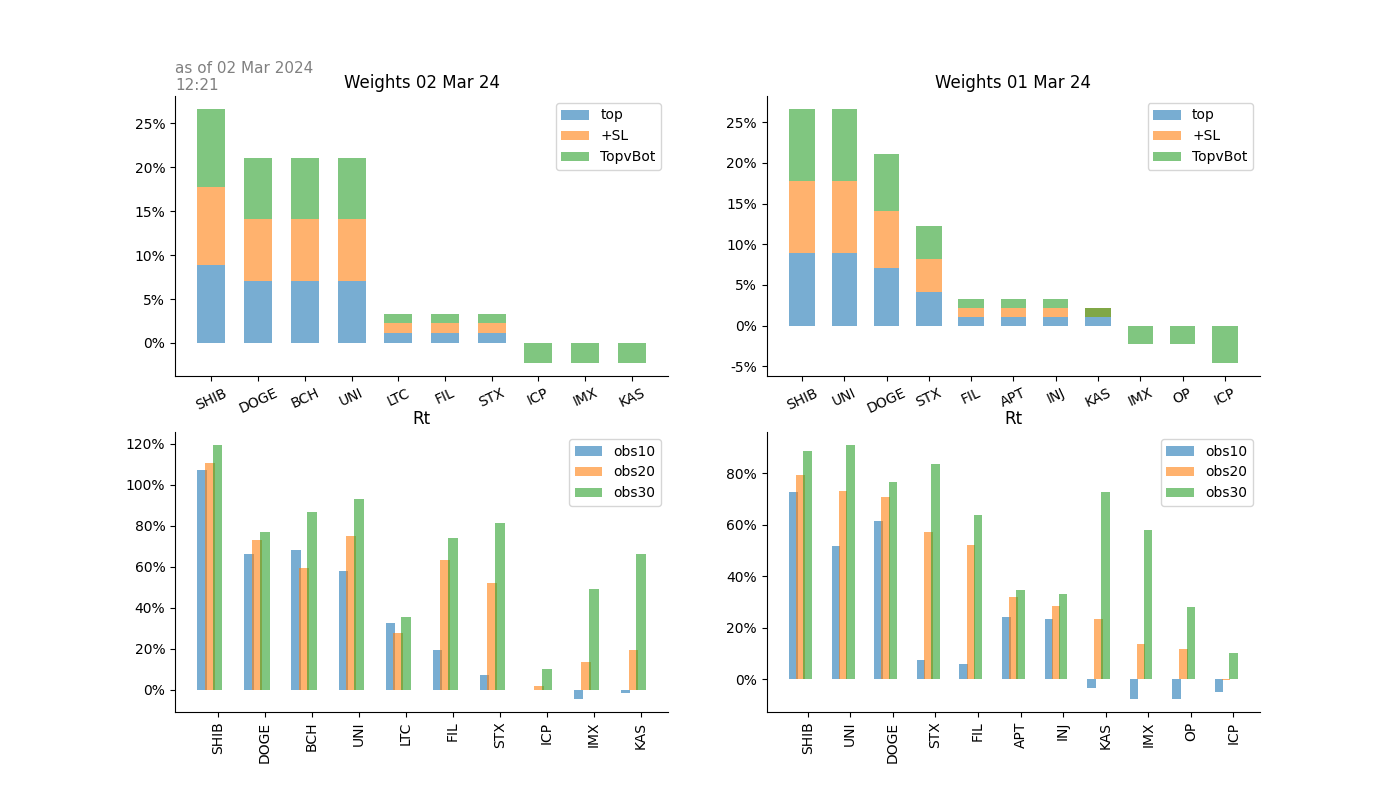 as of 02 Mar 2024
12:21
Weights 02 Mar 24
25%
20%
15%
10%
5%
0%
top
+SL
TopvBot
SHIB DOGE BCH UNI LTC FIL STX ICP IMX KAS
Weights 01 Mar 24
25%
20%
15%
10%
5%
0%
-5%
top
+SL
TopvBot
SHIB UNI DOGE STX FIL APT INJ KAS IMX OP ICP
Rt
120%
100%
80%
60%
40%
20%
0%
obs10
obs20
obs30
SHIB DOGE BCH UNI LTC FIL STX ICP IMX KAS
Rt
80%
60%
40%
20%
0%
obs10
obs20
obs30
SHIB UNI DOGE STX FIL APT INJ KAS IMX OP ICP